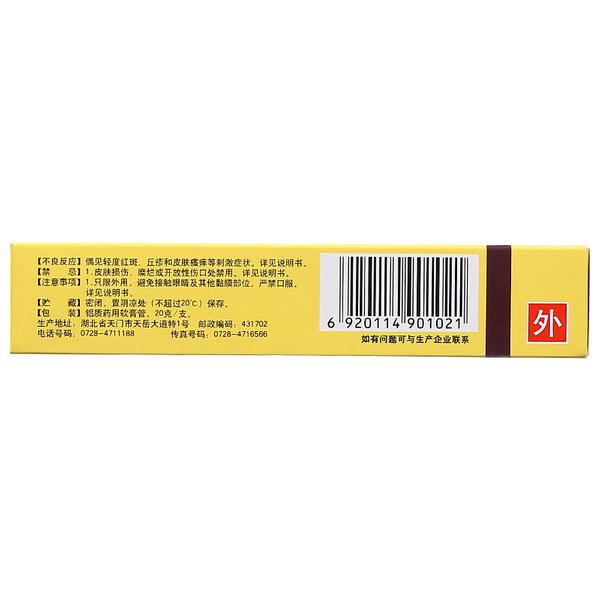 【不良反应】偶见轻度红斑、丘疹和皮肤瘙痒等刺激症状。详见说明书。
【禁 忌】1.皮肤损伤、糜烂或开放性伤口处禁用。详见说明书。
【注意事项】1.只限外用，避免接触眼睛及其他黏膜部位，严禁口服。
详见说明书。
【贮 藏】密闭，置阴凉处（不超过20℃）保存。
【包 装】铝质药用软膏管，20克/支。
生产地址：湖北省天门市天岳大道特1号 邮政编码：431702
电话号码：0728-4711188 传真号码：0728-4716566
6 920114 901021
如有问题可与生产企业联系
外